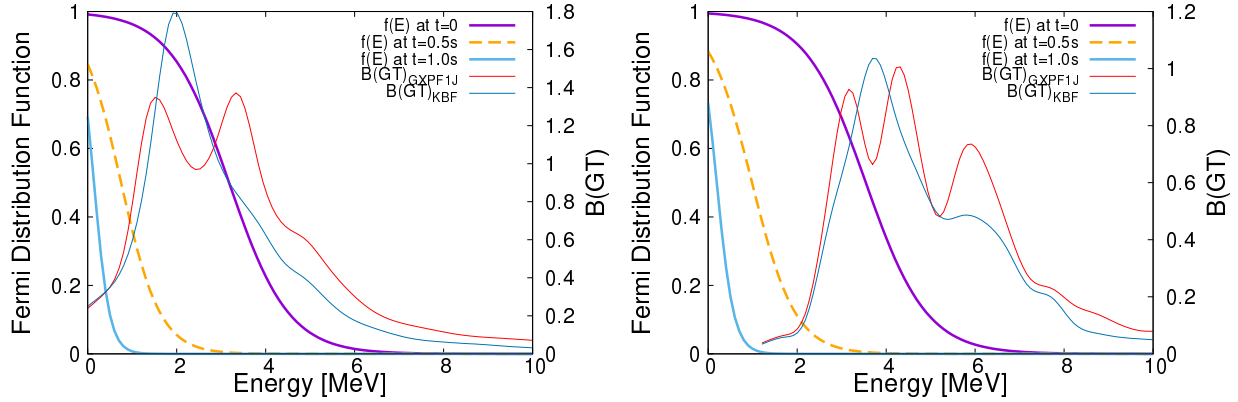 Fermi Distribution Function
1
0.8
0.6
0.4
0.2
0
f(E) at t=0
f(E) at t=0.5s
f(E) at t=1.0s
B(GT)GXPF1J
B(GT)KBF
1.8
1.6
1.4
1.2
1
0.8
0.6
0.4
0.2
0
B(GT)
0 2 4 6 8 10
Energy [MeV]
Fermi Distribution Function
1
0.8
0.6
0.4
0.2
0
f(E) at t=0
f(E) at t=0.5s
f(E) at t=1.0s
B(GT)GXPF1J
B(GT)KBF
1.2
1
0.8
0.6
0.4
0.2
0
B(GT)
0 2 4 6 8 10
Energy [MeV]